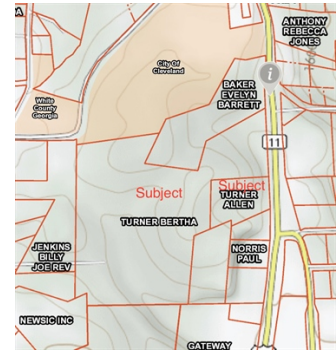 ANTHONY
REBECCA
JONES
City Of
Cleveland
i
BAKER
EVELYN
BARRETT
White
County
Georgia
11
Subject
Subject
TURNER
ALLEN
TURNER BERTHA
JENKINS
BILLY
JOE REV
NORRIS
PAUL
NEWSIC INC
GATEWAY